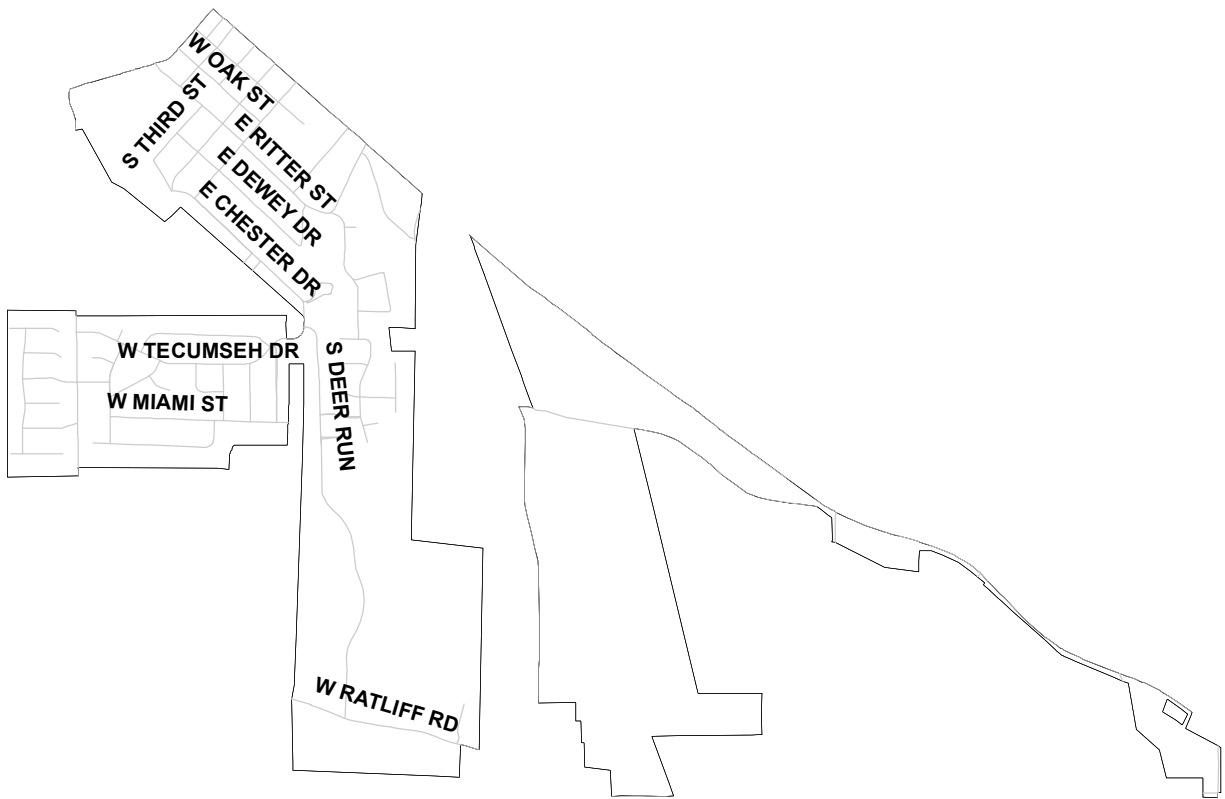 W OAK ST
S THIRD ST
E RITTER ST
E DEWEY DR
E CHESTER DR
W TECUMSEH DR
S DEER RUN
W MIAMI ST
W RATLIFF RD